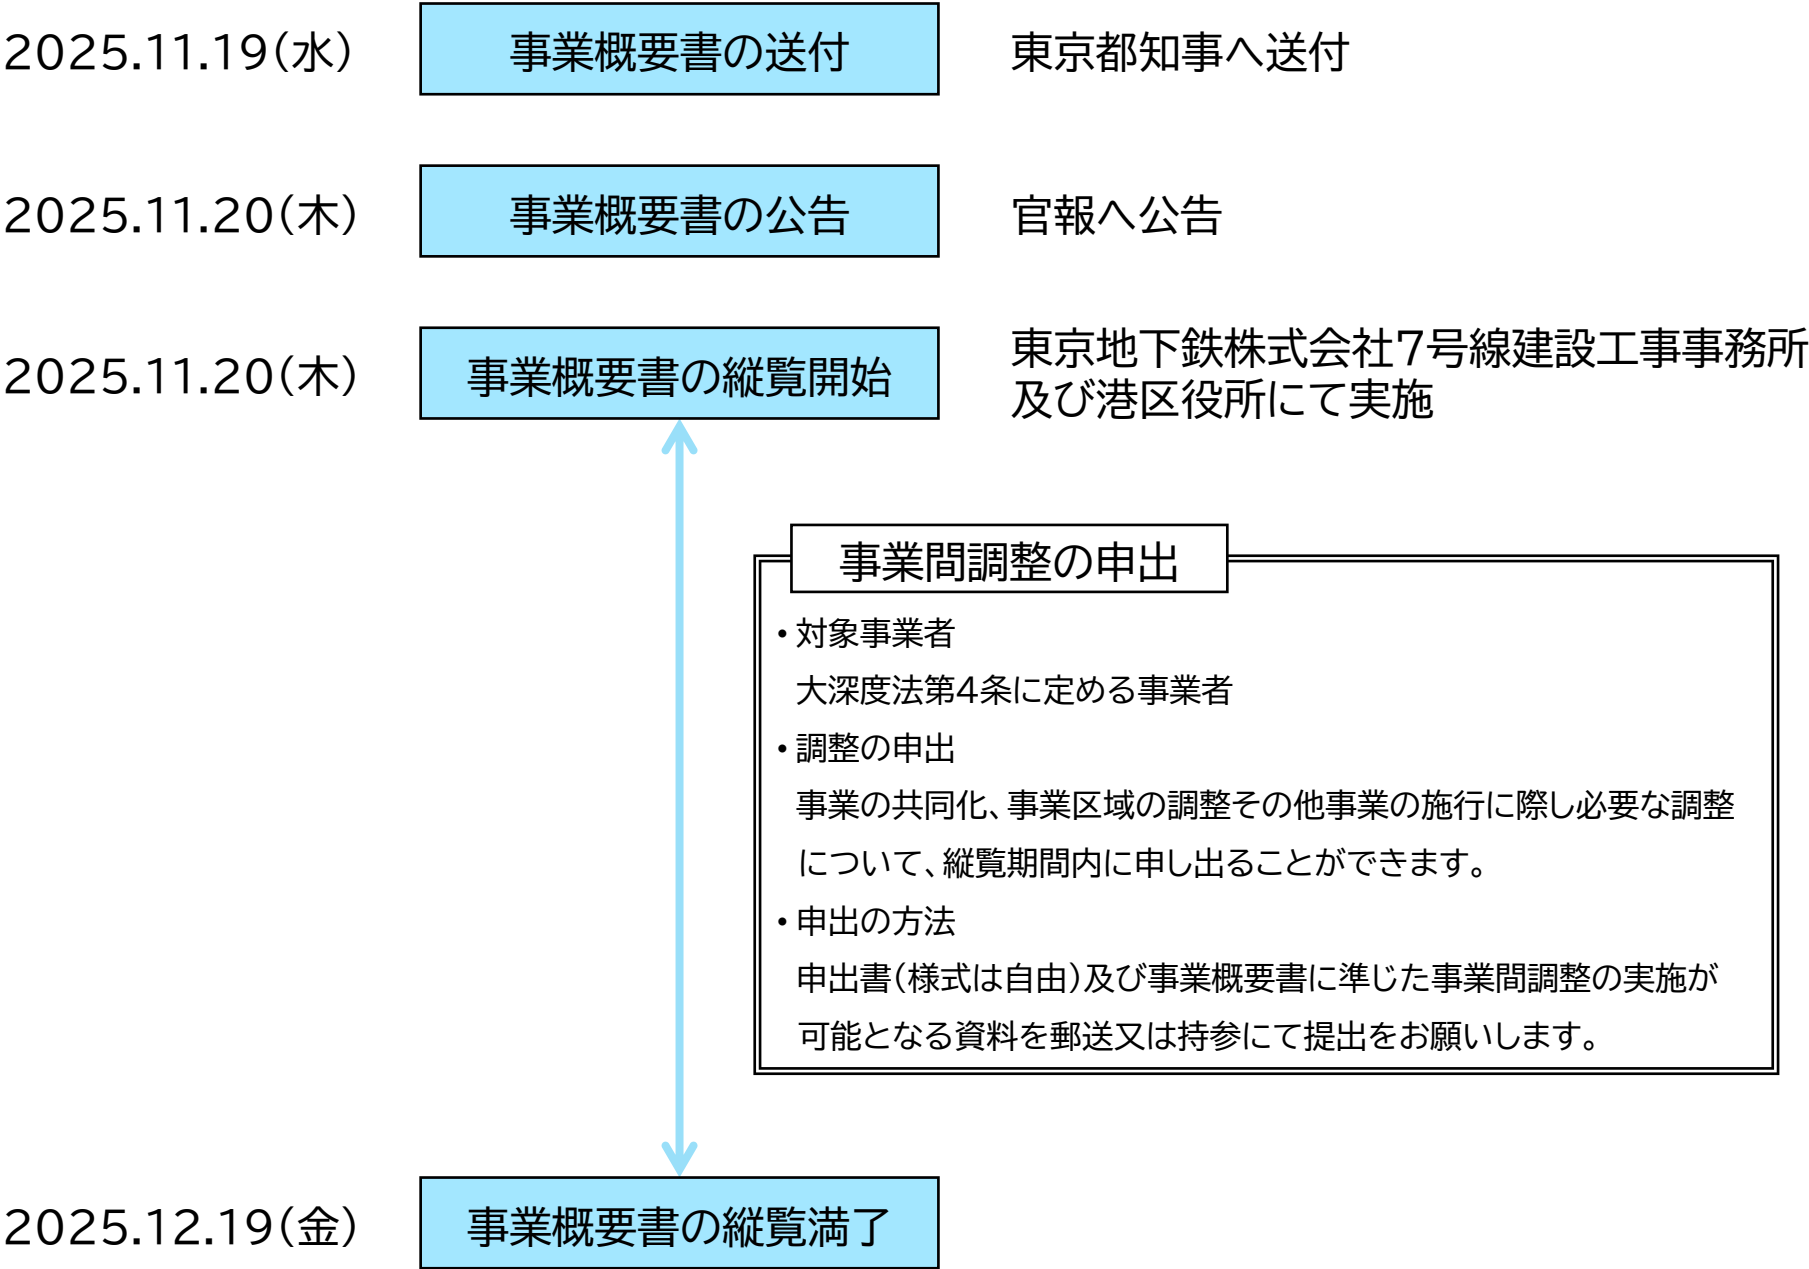 2025.11.19(水)
事業概要書の送付
東京都知事へ送付
2025.11.20(木)
事業概要書の公告
官報へ公告
2025.11.20(木)
事業概要書の縦覧開始
東京地下鉄株式会社7号線建設工事事務所
及び港区役所にて実施
事業間調整の申出
・対象事業者
大深度法第4条に定める事業者
・調整の申出
事業の共同化、事業区域の調整その他事業の施行に際し必要な調整
について、縦覧期間内に申し出ることができます。
・申出の方法
申出書(様式は自由)及び事業概要書に準じた事業間調整の実施が
可能となる資料を郵送又は持参にて提出をお願いします。
2025.12.19(金)
事業概要書の縦覧満了